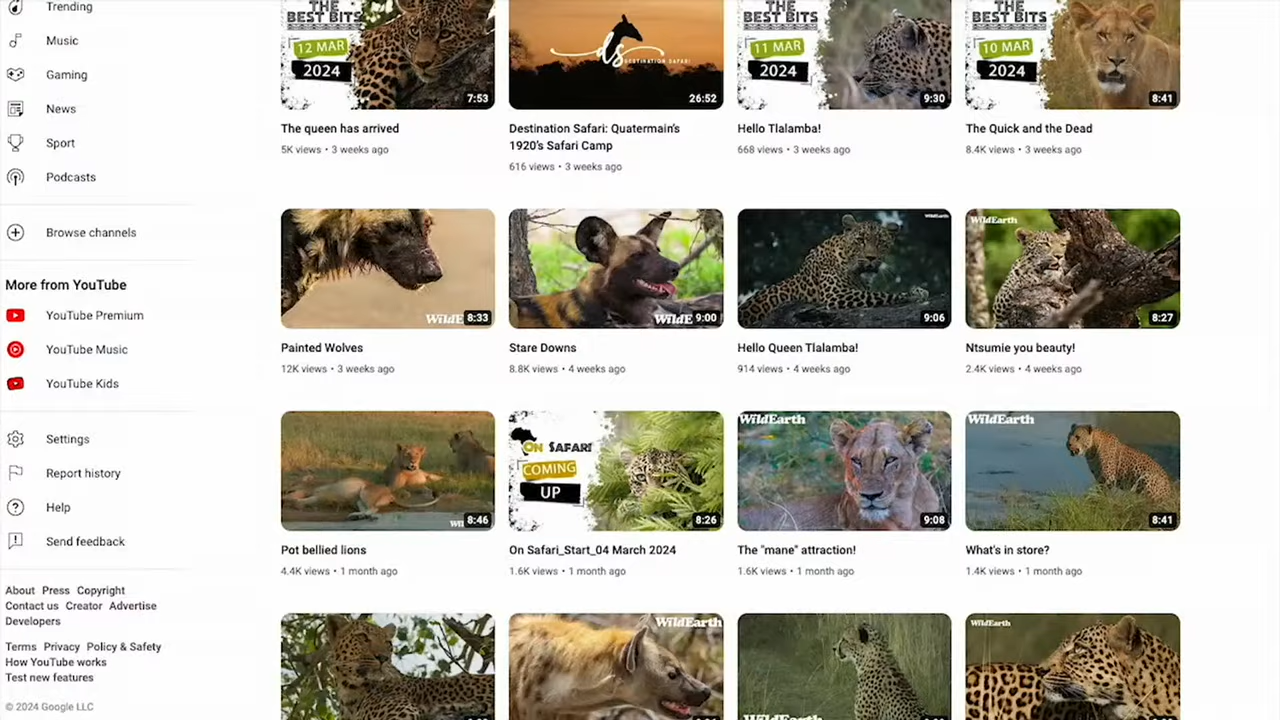 Trending
Music
Gaming
News
Sport
Podcasts
Browse channels
More from YouTube
YouTube Premium
YouTube Music
YouTube Kids
Settings
Report history
Help
Send feedback
About Press Copyright
Contact us Creator Advertise
Developers
Terms Privacy Policy & Safety
How YouTube works
Test new features
© 2024 Google LLC
THE
BEST BITS
12 MAR
2024
7:53
The queen has arrived
5K views • 3 weeks ago
ds
DESTINATION SAFARI
26:52
Destination Safari: Quatermain's
1920's Safari Camp
616 views • 3 weeks ago
THE
BEST BITS
11 MAR
2024
9:30
Hello Tlalamba!
668 views • 3 weeks ago
THE
BEST BITS
10 MAR
2024
8:41
The Quick and the Dead
8.4K views • 3 weeks ago
WildE
8:33
Painted Wolves
12K views • 3 weeks ago
WildE
9:00
Stare Downs
8.8K views • 4 weeks ago
WildEarth
9:06
Hello Queen Tlalamba!
914 views • 4 weeks ago
WildEarth
8:27
Ntsumie you beauty!
2.4K views • 4 weeks ago
Wil
8:46
Pot bellied lions
4.4K views • 1 month ago
ON SAFARI
COMING
UP
8:26
On Safari_Start_04 March 2024
1.6K views • 1 month ago
WildEarth
9:08
The "mane" attraction!
1.6K views • 1 month ago
WildEarth
8:41
What's in store?
1.4K views • 1 month ago
WildEarth
WildEarth
WildEarth